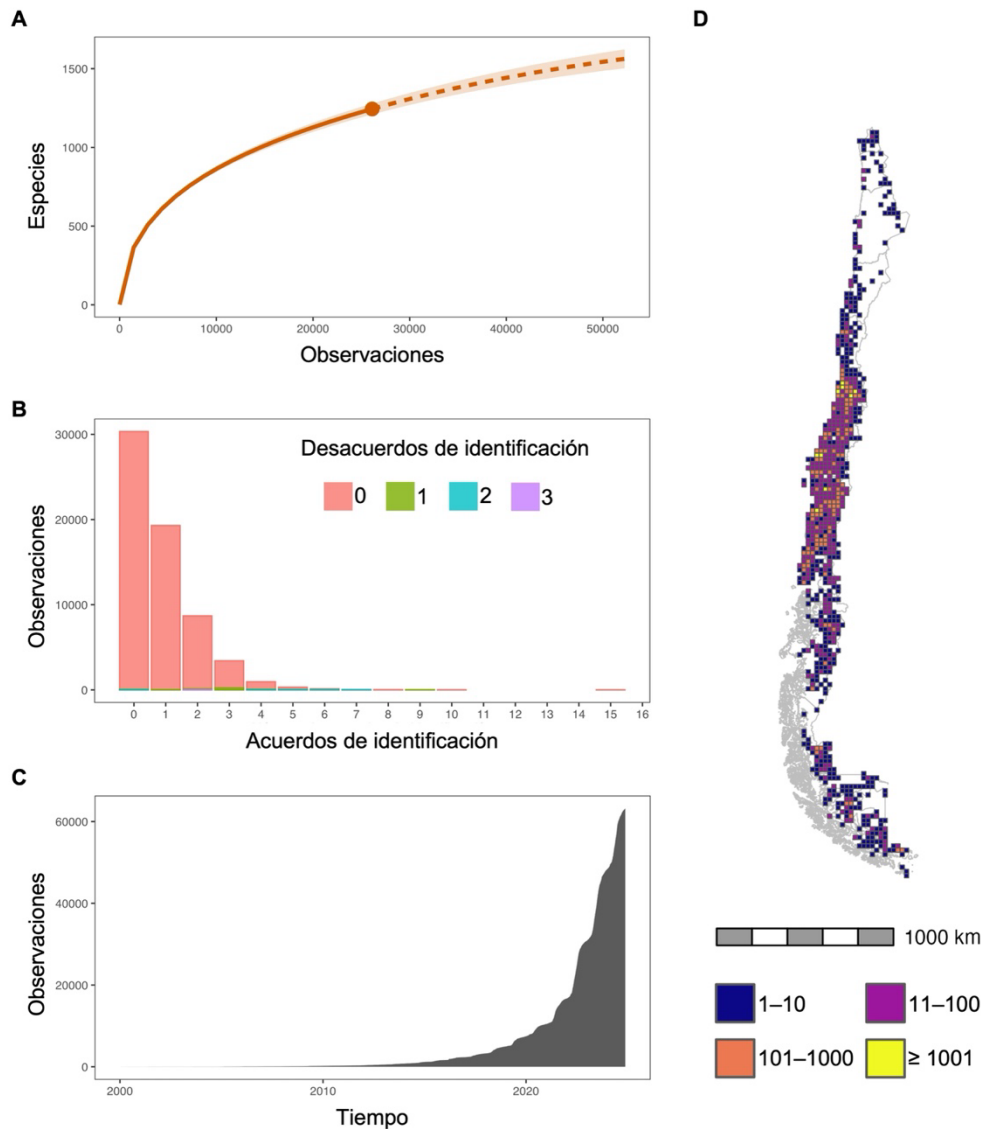 A
1500
1000
500
0
Especies
0 10000 20000 30000 40000 50000
Observaciones
B
30000
20000
10000
0
Observaciones
Desacuerdos de identificación
0 1 2 3
0 1 2 3 4 5 6 7 8 9 10 11 12 13 14 15 16
Acuerdos de identificación
C
60000
40000
20000
0
Observaciones
2000 2010 2020
Tiempo
D
1000 km
1–10 11–100
101–1000 ≥ 1001